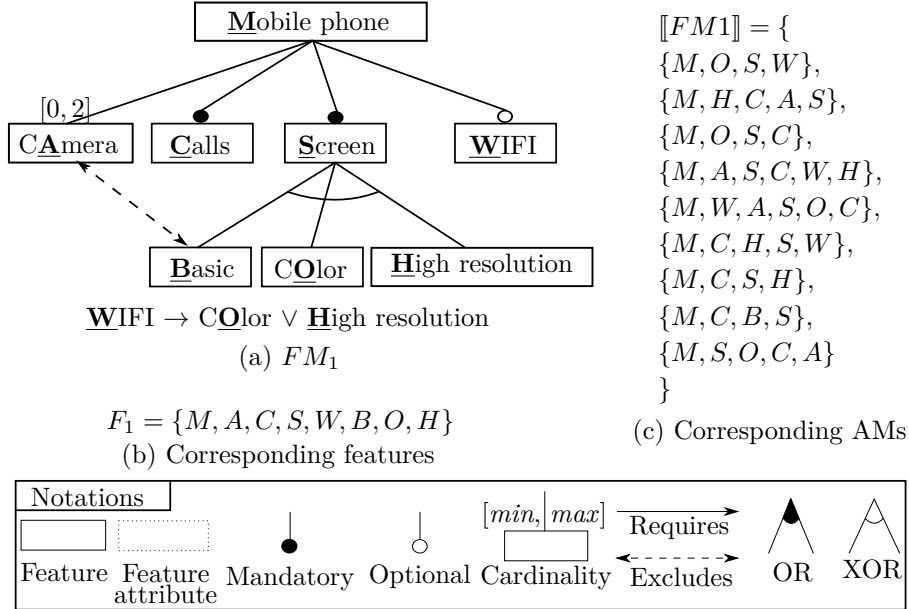 Mobile phone
[0, 2]
CAmera
Calls
Screen
WIFI
Basic
COlor
High resolution
WIFI → COlor ∨ High resolution
(a) FM₁
F₁ = {M, A, C, S, W, B, O, H}
(b) Corresponding features
⟦FM1⟧ = {
{M, O, S, W},
{M, H, C, A, S},
{M, O, S, C},
{M, A, S, C, W, H},
{M, W, A, S, O, C},
{M, C, H, S, W},
{M, C, S, H},
{M, C, B, S},
{M, S, O, C, A}
}
(c) Corresponding AMs
Notations
Feature
Feature
attribute
Mandatory
Optional
[min, max]
Cardinality
Requires
Excludes
OR
XOR